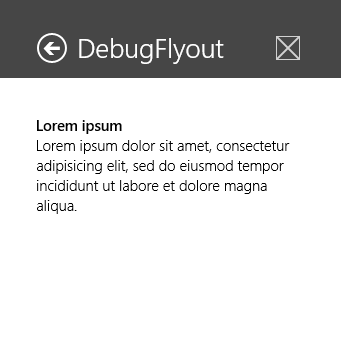 DebugFlyout
Lorem ipsum
Lorem ipsum dolor sit amet, consectetur
adipisicing elit, sed do eiusmod tempor
incididunt ut labore et dolore magna
aliqua.